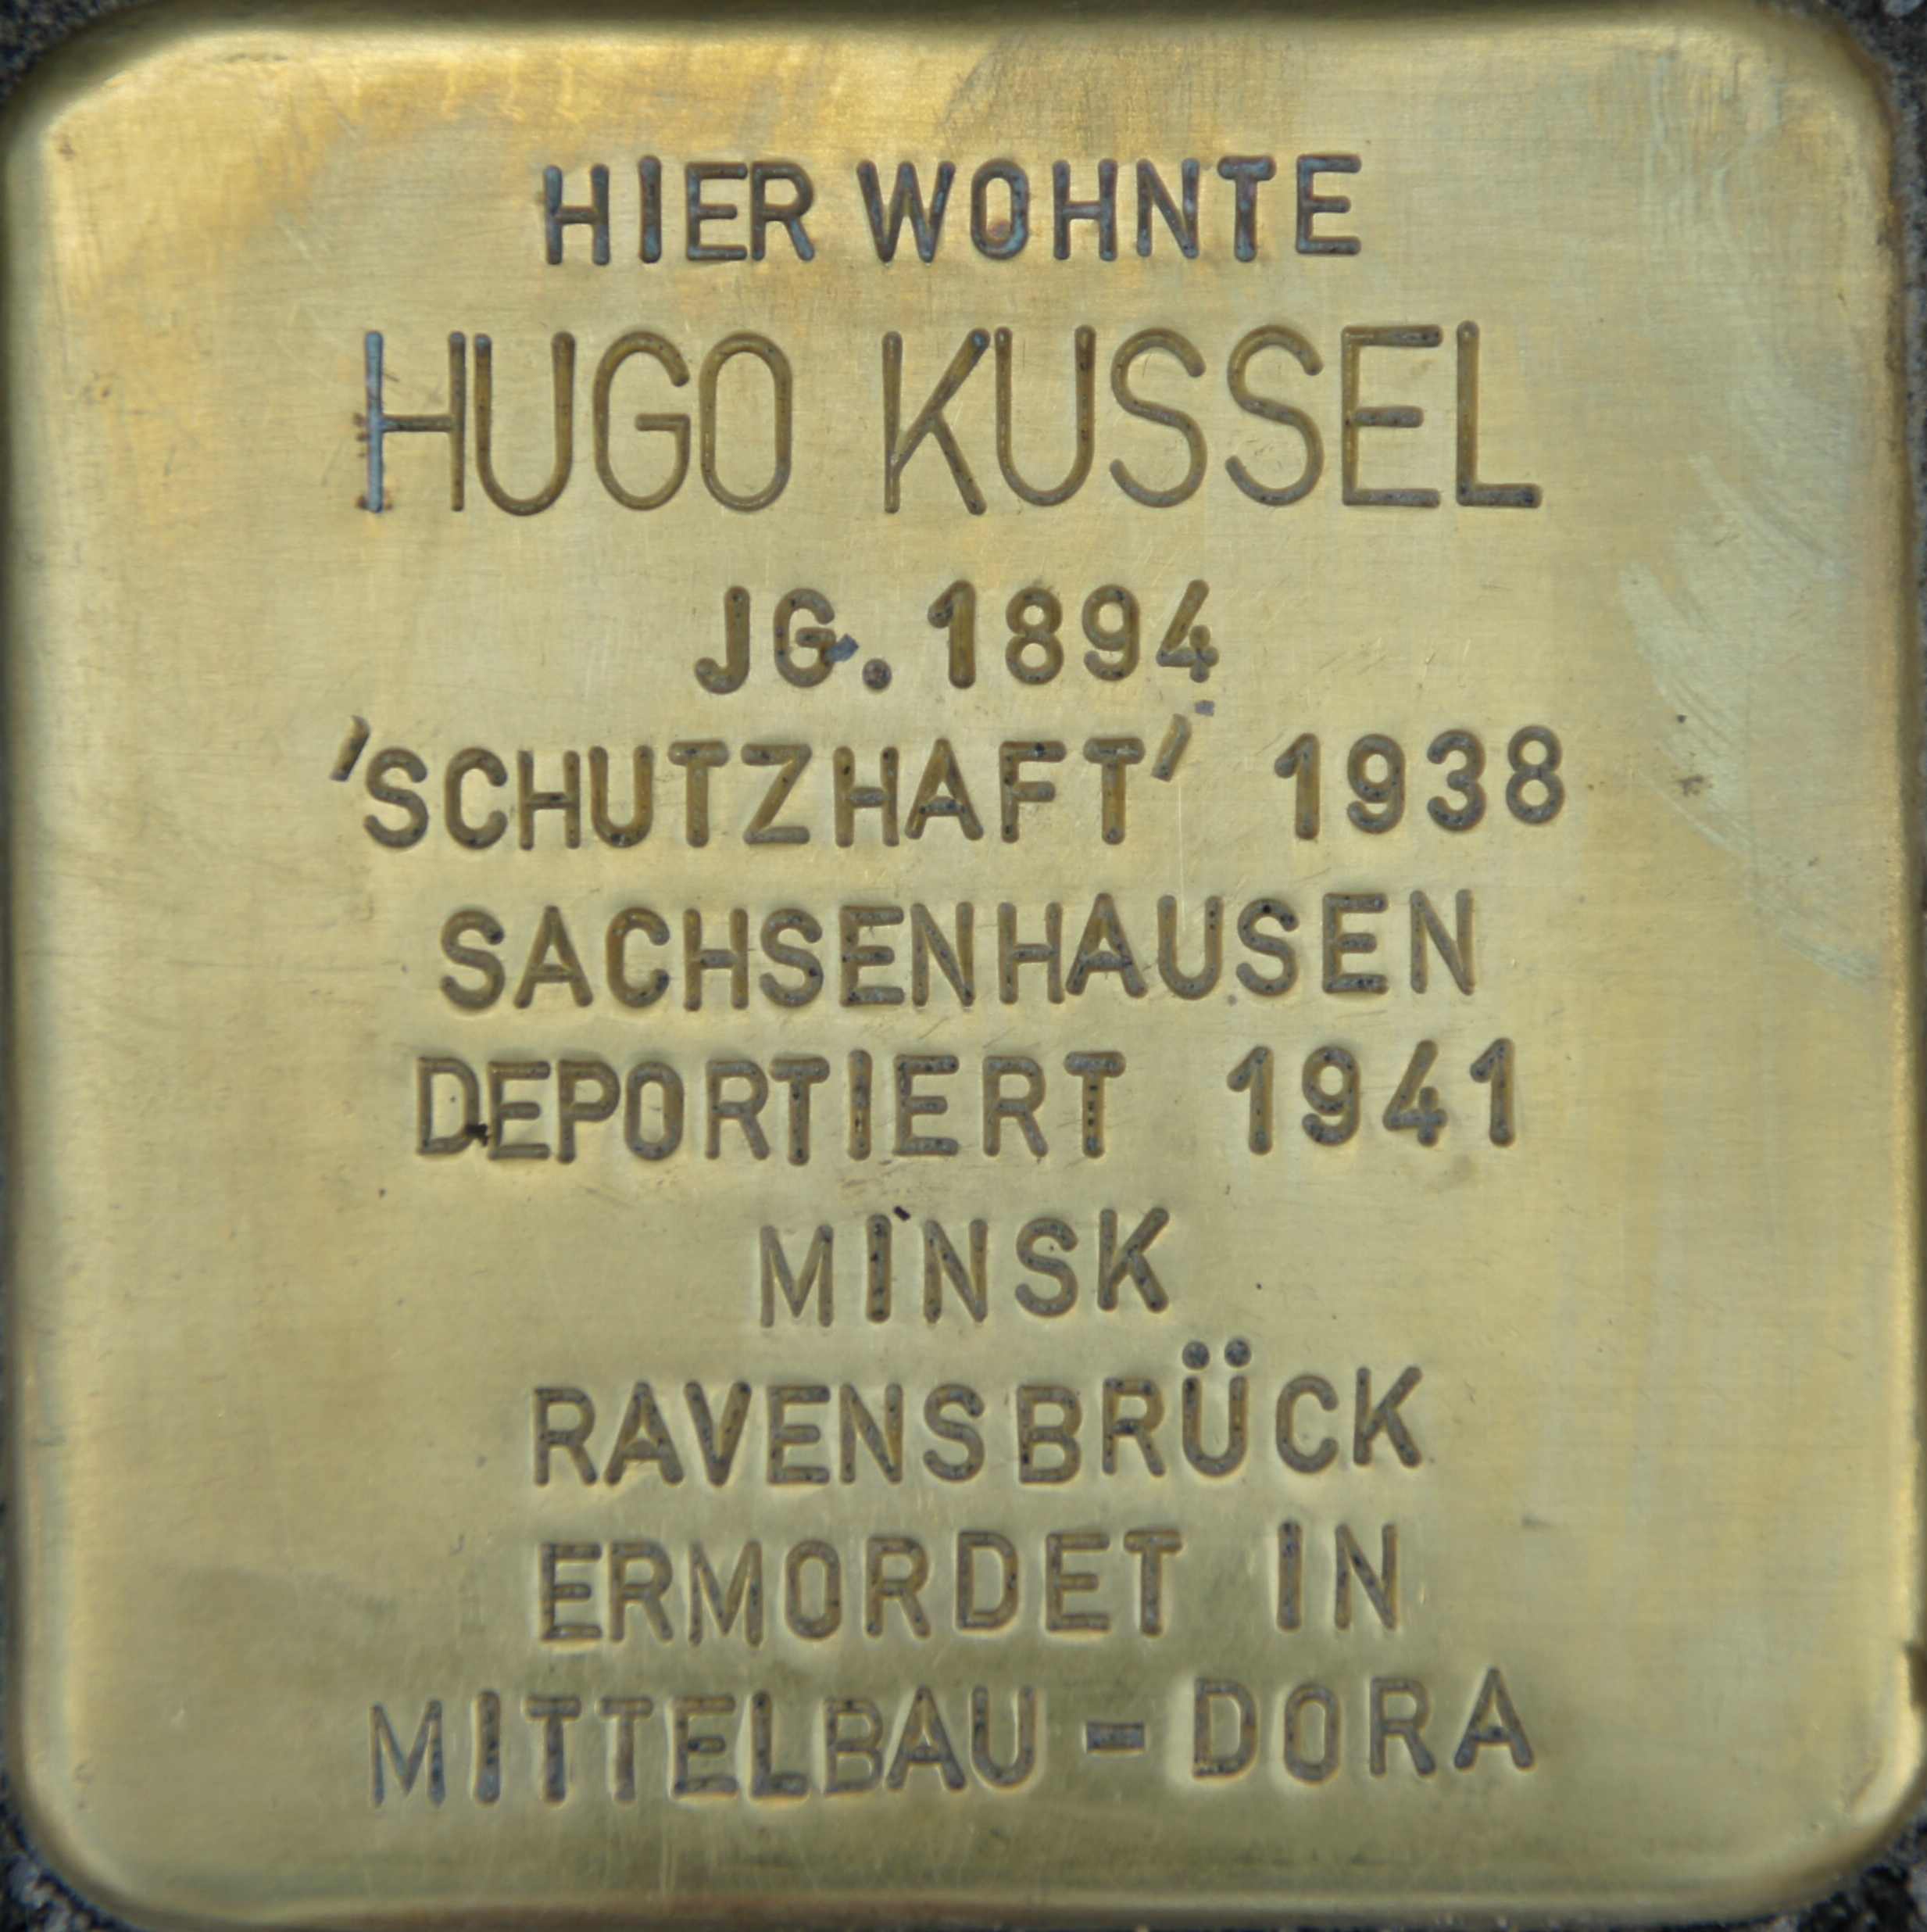 HIER WOHNTE
HUGO KUSSEL
JG. 1894
'SCHUTZHAFT' 1938
SACHSENHAUSEN
DEPORTIERT 1941
MINSK
RAVENSBRÜCK
ERMORDET IN
MITTELBAU-DORA